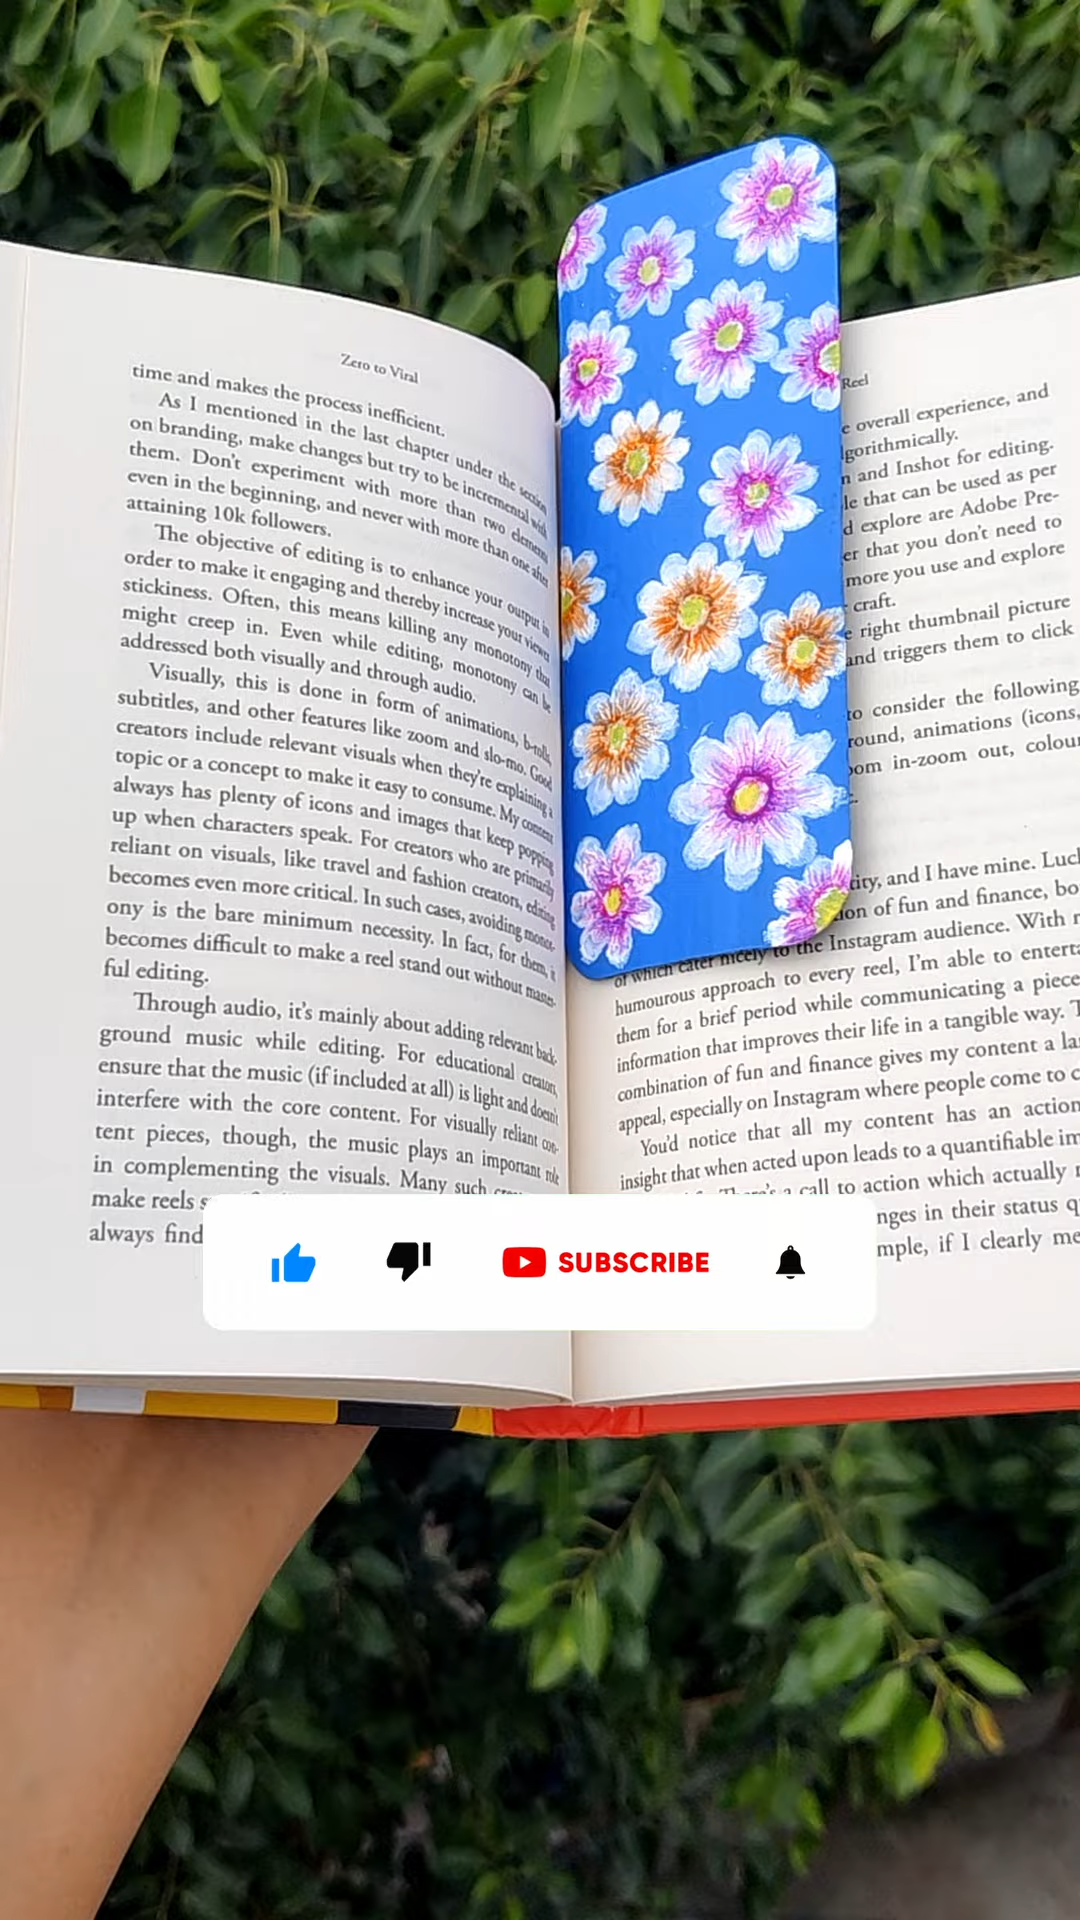 Zero to Viral
time and makes the process inefficient.
As I mentioned in the last chapter under the section
on branding, make changes but try to be incremental with
them. Don't experiment with more than two elements
even in the beginning, and never with more than one after
attaining 10k followers.
The objective of editing is to enhance your output in
order to make it engaging and thereby increase your viewer
stickiness. Often, this means killing any monotony that
might creep in. Even while editing, monotony can be
addressed both visually and through audio.
Visually, this is done in form of animations, b-rolls,
subtitles, and other features like zoom and slo-mo. Good
creators include relevant visuals when they're explaining a
topic or a concept to make it easy to consume. My content
always has plenty of icons and images that keep popping
up when characters speak. For creators who are primarily
reliant on visuals, like travel and fashion creators, editing
becomes even more critical. In such cases, avoiding monot-
ony is the bare minimum necessity. In fact, for them, it
becomes difficult to make a reel stand out without master-
ful editing.
Through audio, it's mainly about adding relevant back-
ground music while editing. For educational creators,
ensure that the music (if included at all) is light and doesn't
interfere with the core content. For visually reliant con-
tent pieces, though, the music plays an important role
in complementing the visuals. Many such
make reels
always find
Reel
overall experience, and
gorithmically.
and Inshot for editing.
that can be used as per
explore are Adobe Pre-
that you don't need to
more you use and explore
craft.
right thumbnail picture
and triggers them to click
to consider the following
round, animations (icons,
oom in-zoom out, colour
ity, and I have mine. Luck
ion of fun and finance, bo
of which cater nicely to the Instagram audience. With
humourous approach to every reel, I'm able to enterta
them for a brief period while communicating a piece
information that improves their life in a tangible way.
combination of fun and finance gives my content a la
appeal, especially on Instagram where people come to
You'd notice that all my content has an action
insight that when acted upon leads to a quantifiable im
There's a call to action which actually
nges in their status q
mple, if I clearly me
SUBSCRIBE